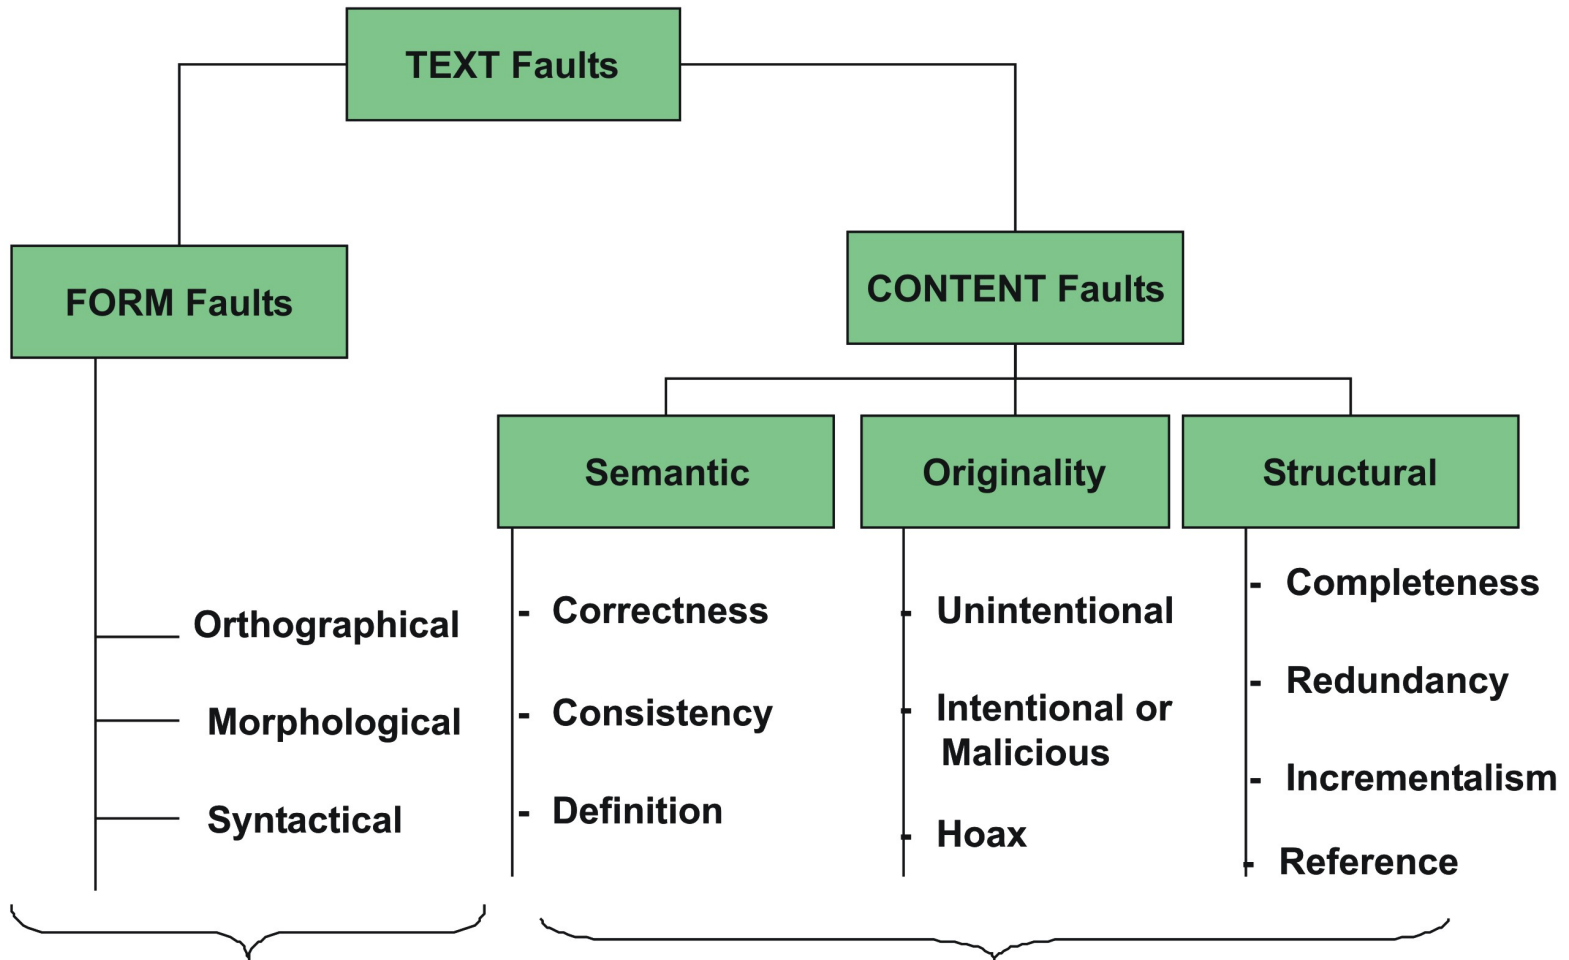 TEXT Faults
FORM Faults
CONTENT Faults
Semantic
Originality
Structural
Orthographical
Morphological
Syntactical
- Correctness
- Consistency
- Definition
- Unintentional
- Intentional or
Malicious
- Hoax
- Completeness
- Redundancy
- Incrementalism
- Reference